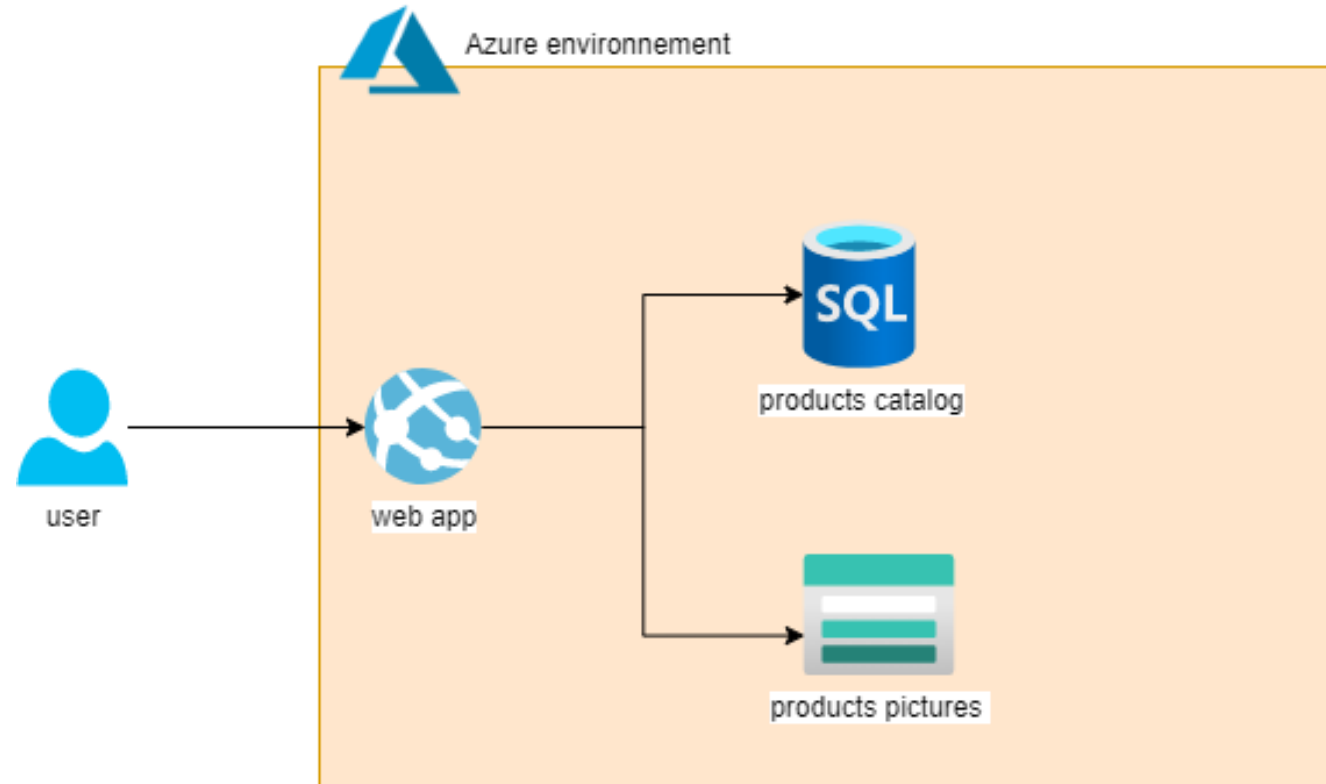 Azure environnement
SQL
products catalog
user
web app
products pictures